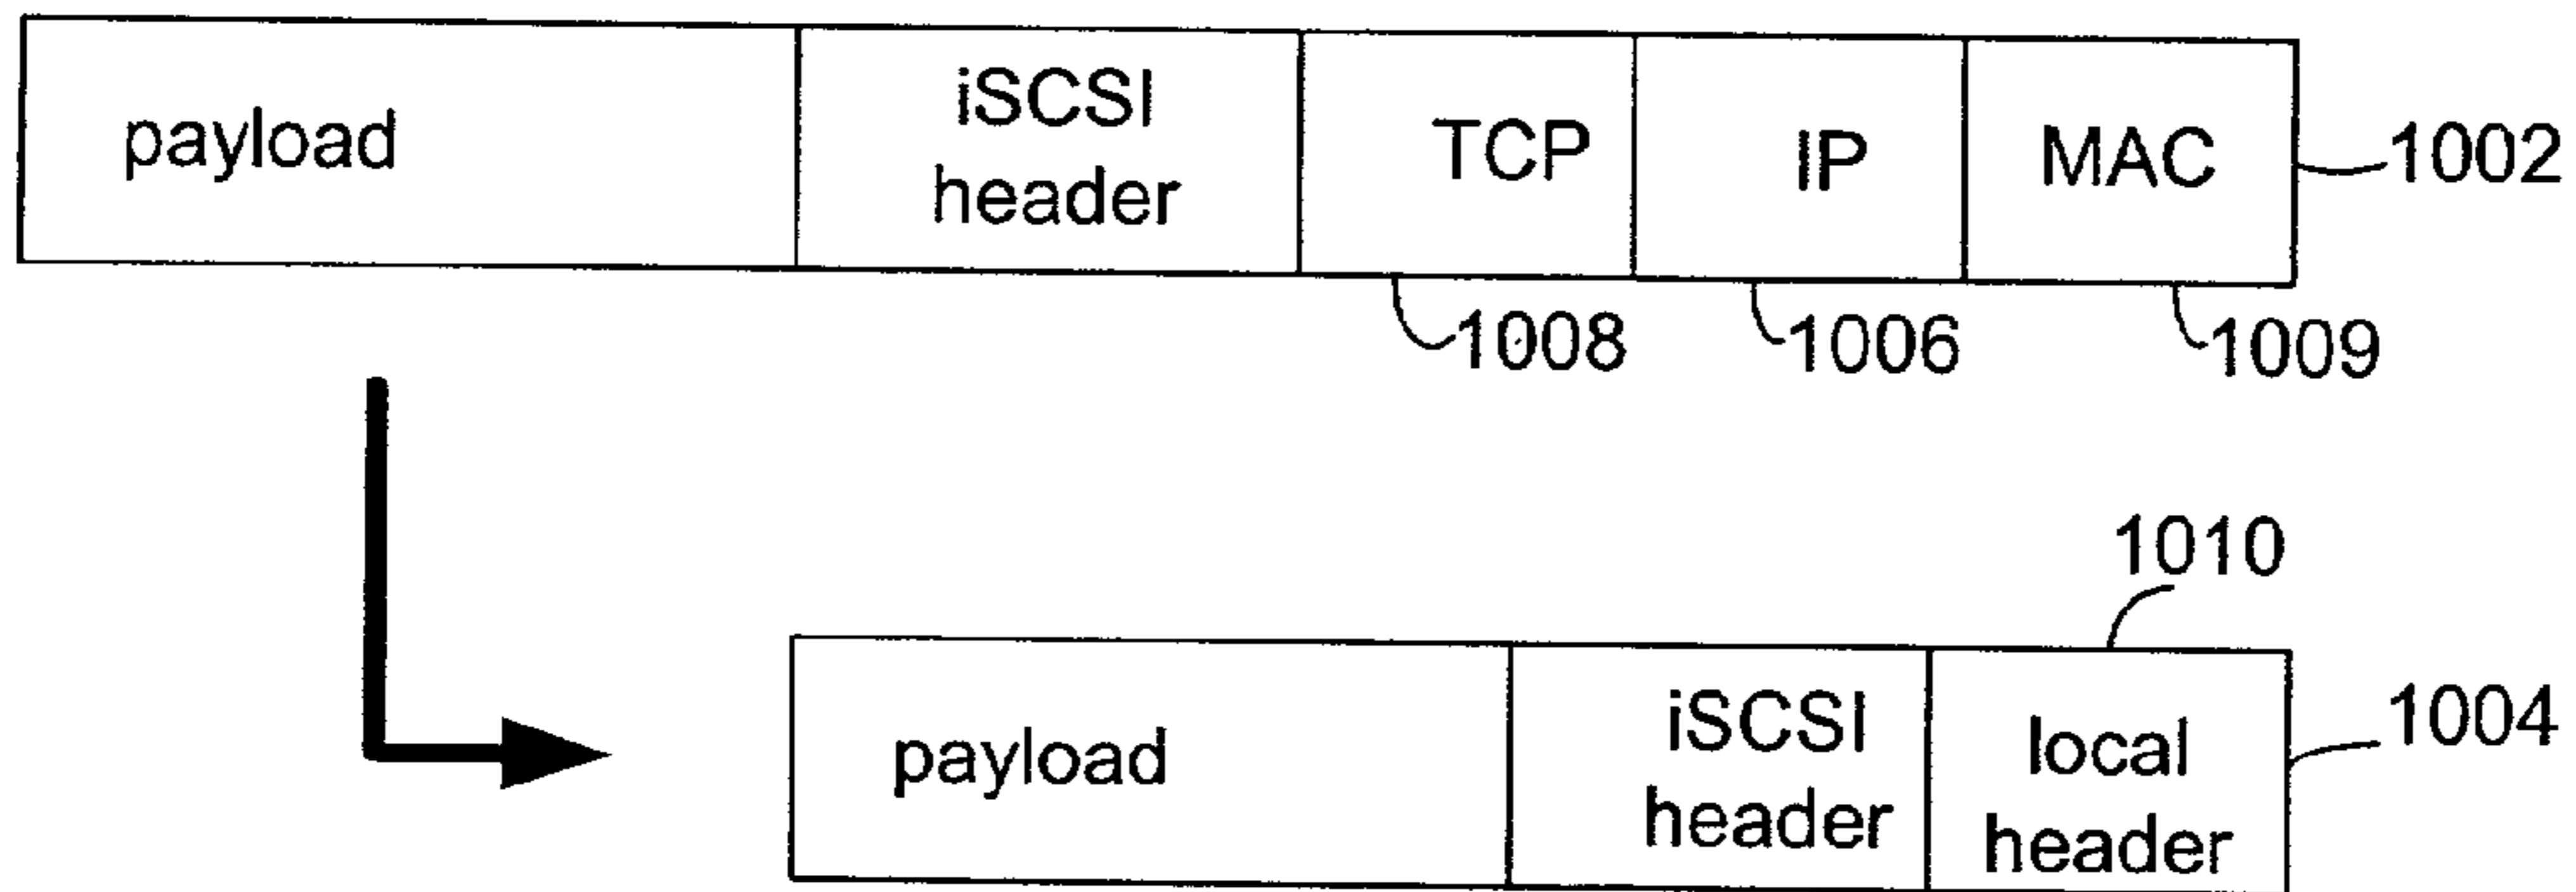 payload
iSCSI
header
TCP
IP
MAC
1002
1008
1006
1009
1010
payload
iSCSI
header
local
header
1004